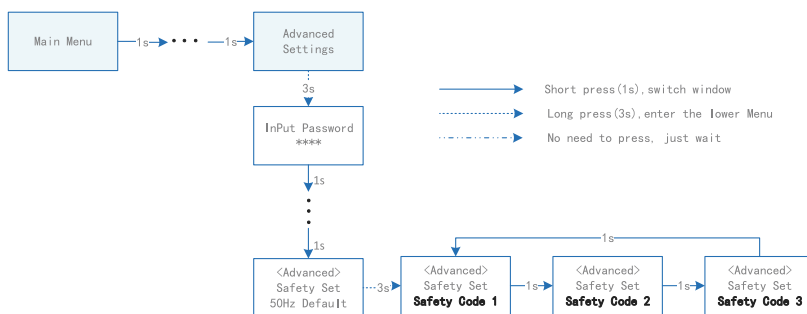 Main Menu
1s
1s
Advanced
Settings
3s
Short press(1s), switch window
Long press(3s), enter the lower Menu
No need to press, just wait
InPut Password
****
1s
1s
1s
<Advanced>
Safety Set
50Hz Default
3s
<Advanced>
Safety Set
Safety Code 1
1s
<Advanced>
Safety Set
Safety Code 2
1s
<Advanced>
Safety Set
Safety Code 3